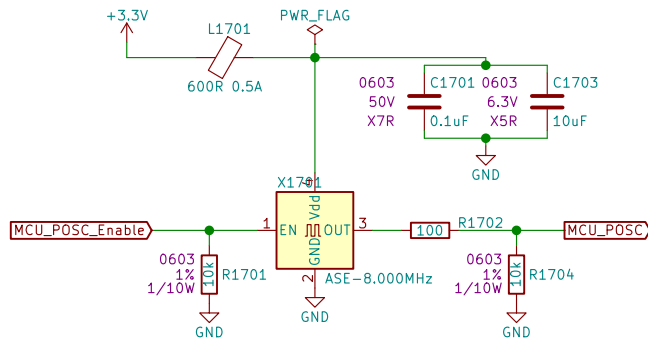 +3.3V
L1701
PWR_FLAG
600R 0.5A
0603
50V
X7R
C1701
0.1uF
0603
6.3V
X5R
C1703
10uF
GND
X1701
4
Vdd
MCU_POSC_Enable
1
EN
OUT
3
GND
2
100
R1702
MCU_POSC
0603
1%
1/10W
10k
R1701
GND
ASE-8.000MHz
GND
0603
1%
1/10W
10k
R1704
GND